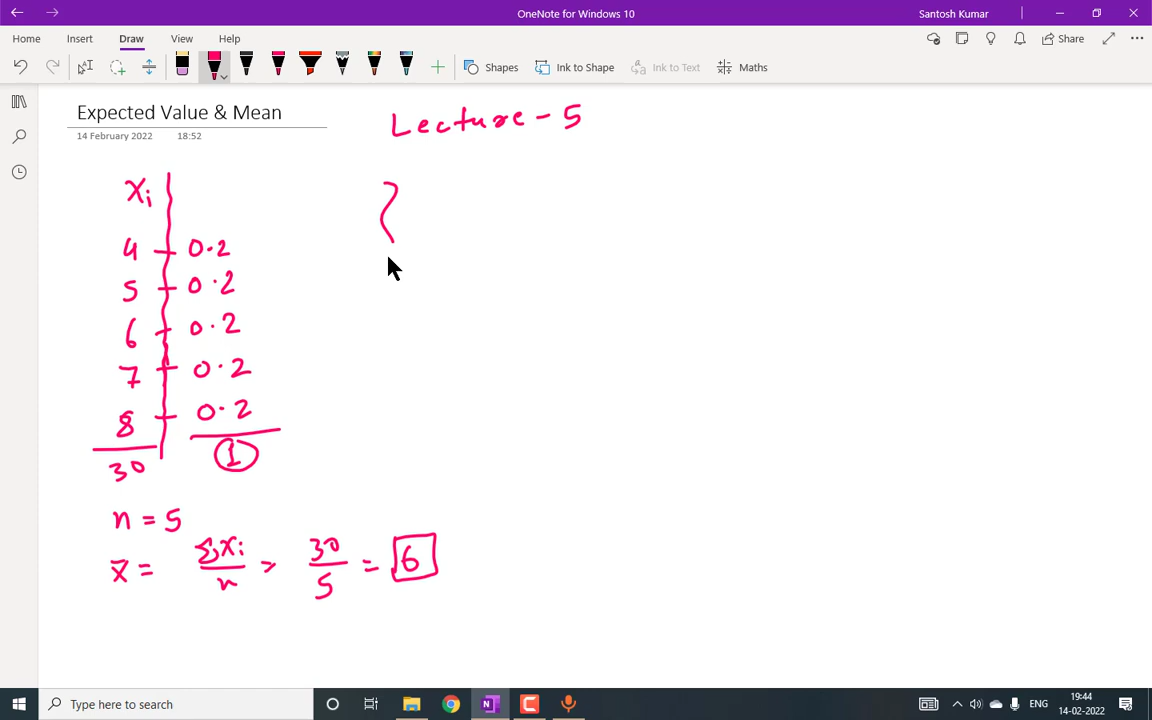 OneNote for Windows 10
Santosh Kumar
Home Insert Draw View Help
Share
Shapes Ink to Shape Ink to Text Maths
Expected Value & Mean
14 February 2022 18:52
Lecture - 5
xi
4 0.2
5 0.2
6 0.2
7 0.2
8 0.2
30 1
n = 5
x̄ = Σxi/n > 30/5 = 6
Type here to search
ENG
19:44
14-02-2022